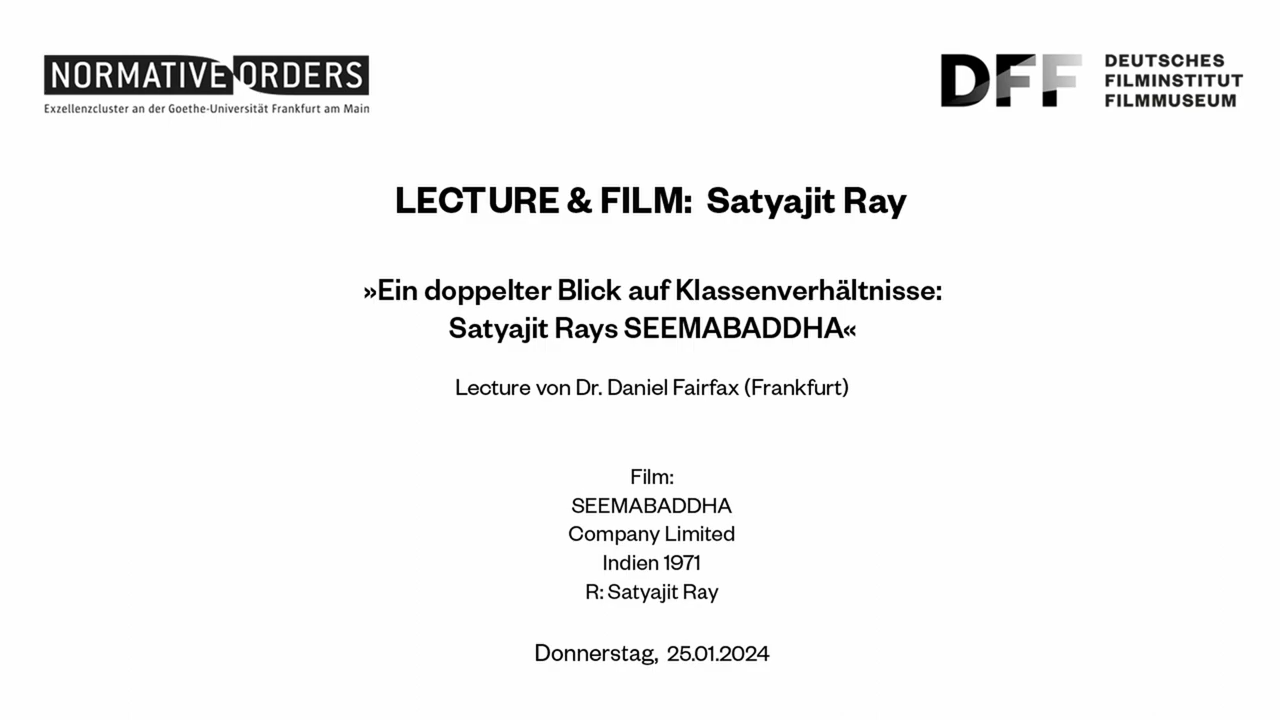 NORMATIVE ORDERS
Exzellenzcluster an der Goethe-Universität Frankfurt am Main
DFF DEUTSCHES
FILMINSTITUT
FILMMUSEUM
LECTURE & FILM: Satyajit Ray
»Ein doppelter Blick auf Klassenverhältnisse:
Satyajit Rays SEEMABADDHA«
Lecture von Dr. Daniel Fairfax (Frankfurt)
Film:
SEEMABADDHA
Company Limited
Indien 1971
R: Satyajit Ray
Donnerstag, 25.01.2024